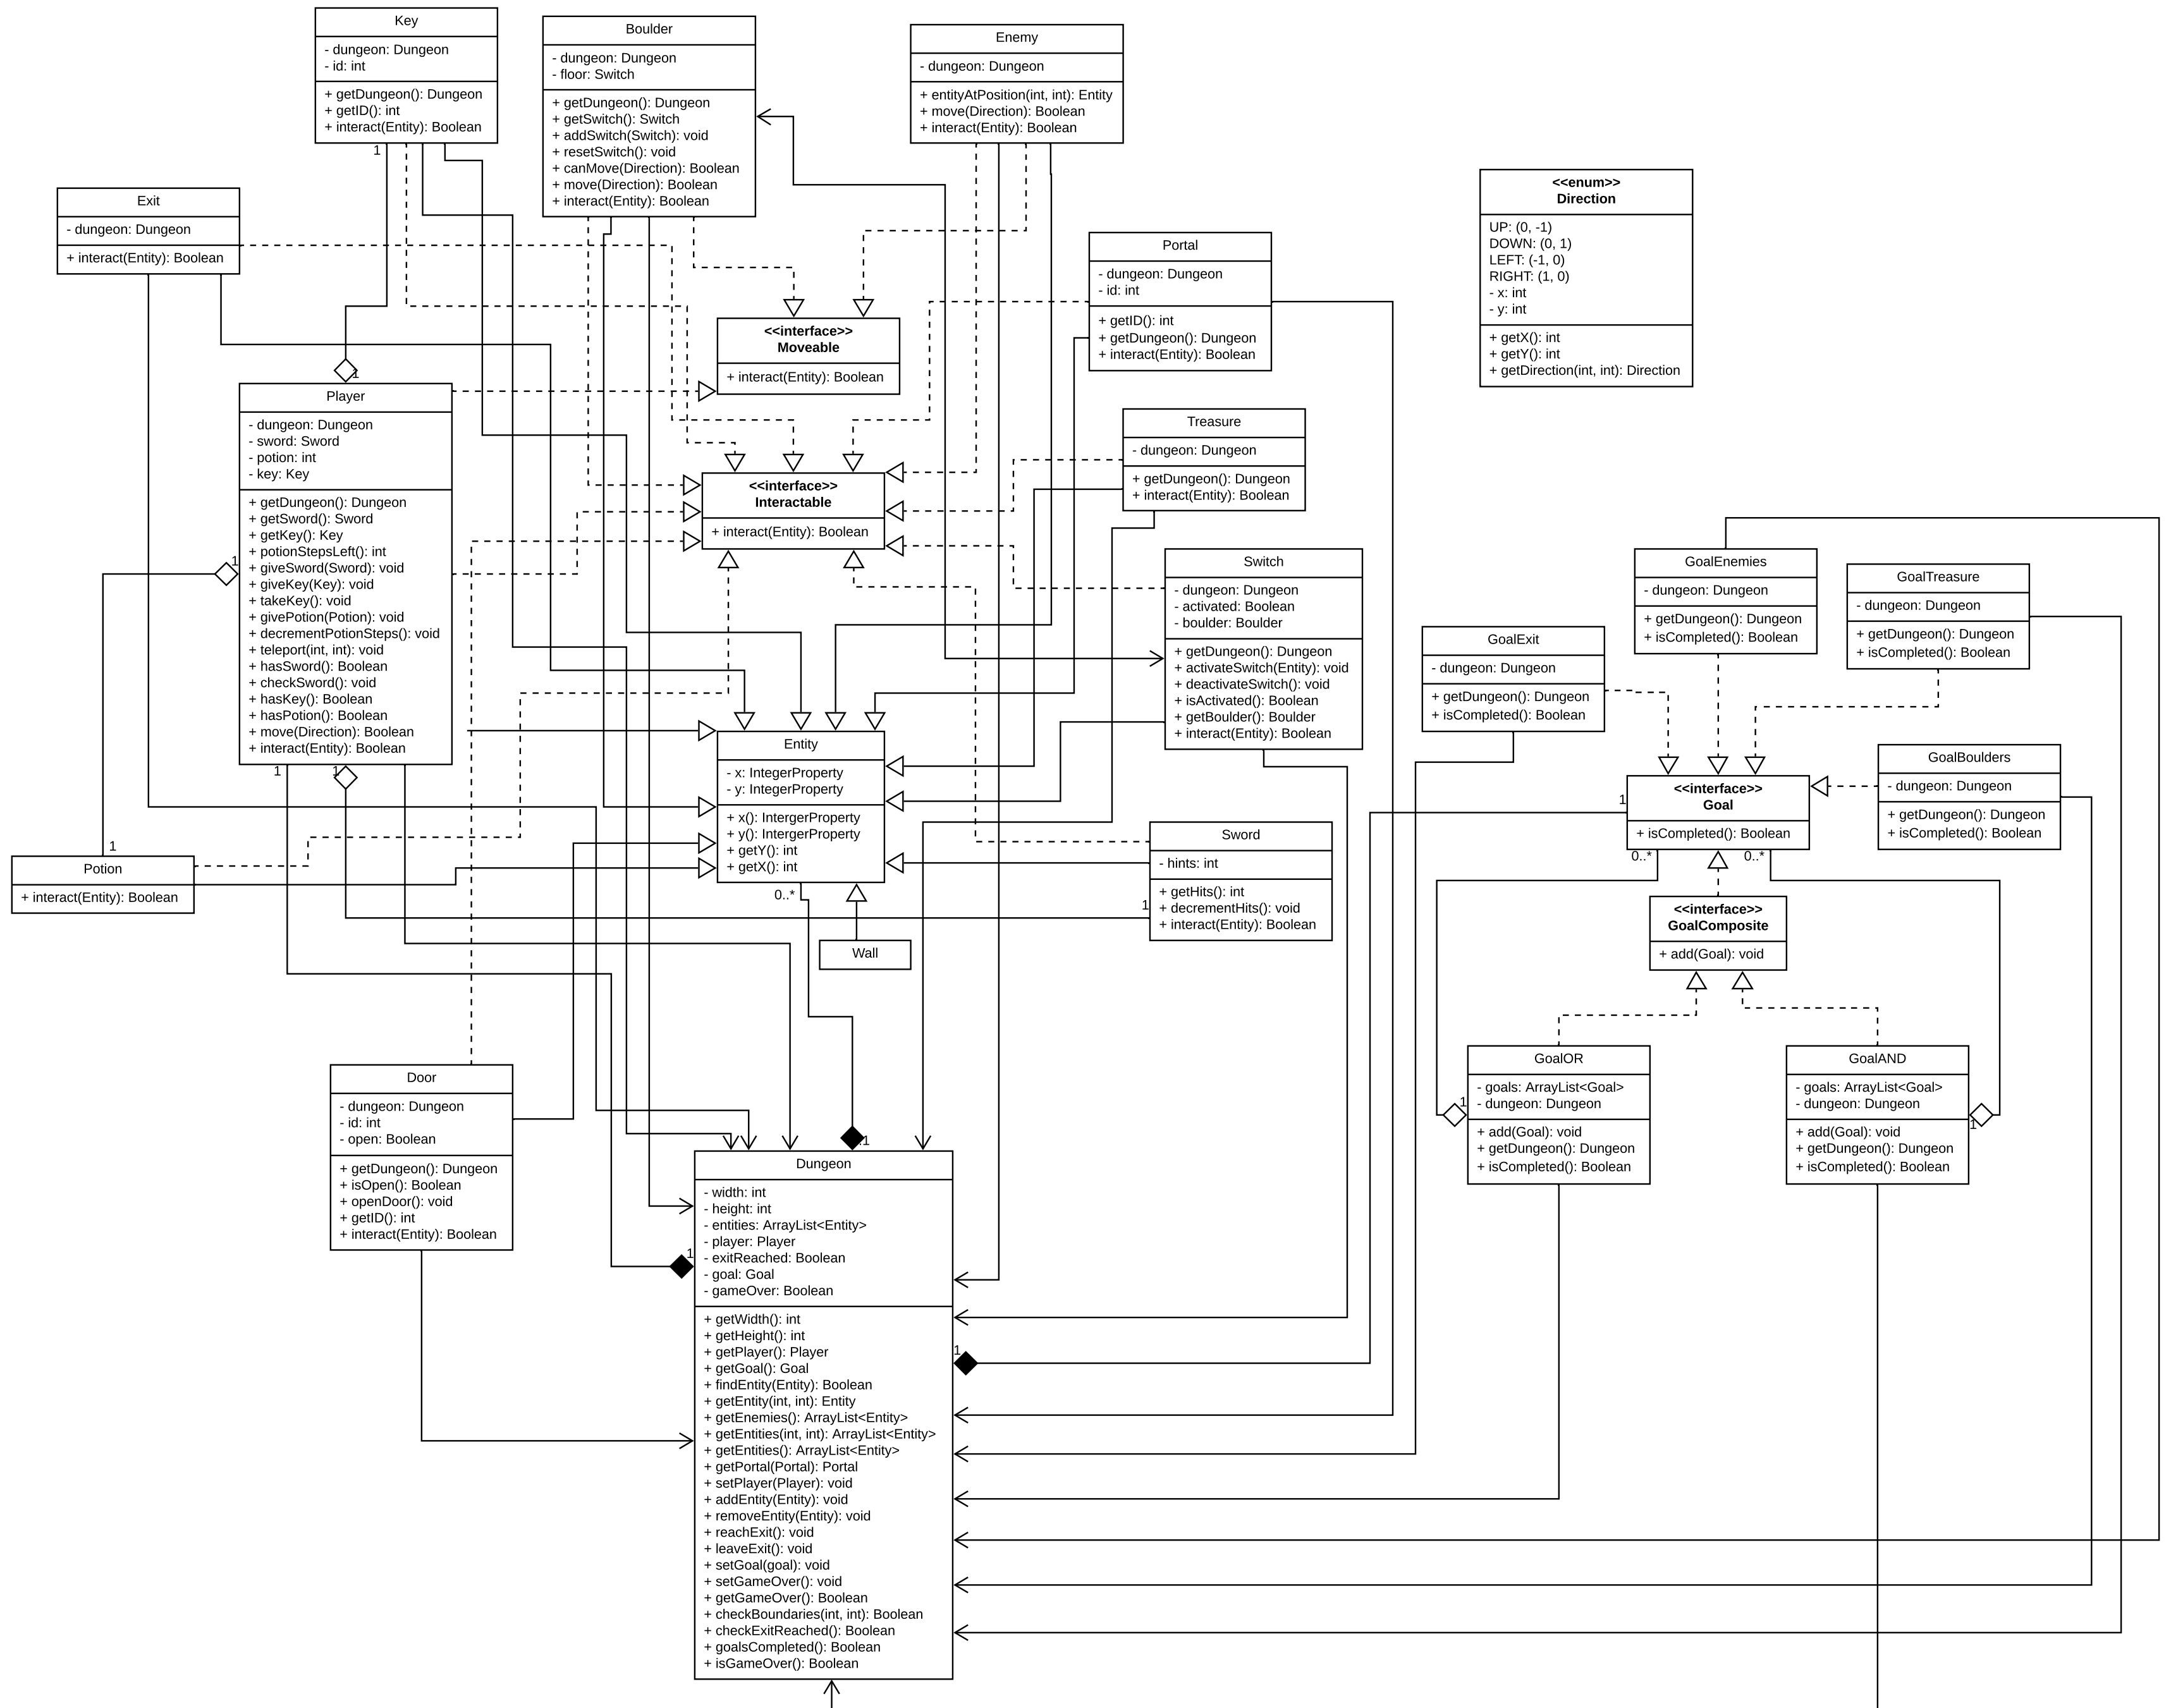 Key
- dungeon: Dungeon
- id: int
+ getDungeon(): Dungeon
+ getID(): int
+ interact(Entity): Boolean
1
Boulder
- dungeon: Dungeon
- floor: Switch
+ getDungeon(): Dungeon
+ getSwitch(): Switch
+ addSwitch(Switch): void
+ resetSwitch(): void
+ canMove(Direction): Boolean
+ move(Direction): Boolean
+ interact(Entity): Boolean
Enemy
- dungeon: Dungeon
+ entityAtPosition(int, int): Entity
+ move(Direction): Boolean
+ interact(Entity): Boolean
<<enum>>
Direction
UP: (0, -1)
DOWN: (0, 1)
LEFT: (-1, 0)
RIGHT: (1, 0)
- x: int
- y: int
+ getX(): int
+ getY(): int
+ getDirection(int, int): Direction
Exit
- dungeon: Dungeon
+ interact(Entity): Boolean
Portal
- dungeon: Dungeon
- id: int
+ getID(): int
+ getDungeon(): Dungeon
+ interact(Entity): Boolean
<<interface>>
Moveable
+ interact(Entity): Boolean
1
Player
- dungeon: Dungeon
- sword: Sword
- potion: int
- key: Key
+ getDungeon(): Dungeon
+ getSword(): Sword
+ getKey(): Key
+ potionStepsLeft(): int
+ giveSword(Sword): void
+ giveKey(Key): void
+ takeKey(): void
+ givePotion(Potion): void
+ decrementPotionSteps(): void
+ teleport(int, int): void
+ hasSword(): Boolean
+ checkSword(): void
+ hasKey(): Boolean
+ hasPotion(): Boolean
+ move(Direction): Boolean
+ interact(Entity): Boolean
1
1
1
Treasure
- dungeon: Dungeon
+ getDungeon(): Dungeon
+ interact(Entity): Boolean
<<interface>>
Interactable
+ interact(Entity): Boolean
Switch
- dungeon: Dungeon
- activated: Boolean
- boulder: Boulder
+ getDungeon(): Dungeon
+ activateSwitch(Entity): void
+ deactivateSwitch(): void
+ isActivated(): Boolean
+ getBoulder(): Boulder
+ interact(Entity): Boolean
GoalEnemies
- dungeon: Dungeon
+ getDungeon(): Dungeon
+ isCompleted(): Boolean
GoalTreasure
- dungeon: Dungeon
+ getDungeon(): Dungeon
+ isCompleted(): Boolean
GoalExit
- dungeon: Dungeon
+ getDungeon(): Dungeon
+ isCompleted(): Boolean
GoalBoulders
- dungeon: Dungeon
+ getDungeon(): Dungeon
+ isCompleted(): Boolean
Entity
- x: IntegerProperty
- y: IntegerProperty
+ x(): IntergerProperty
+ y(): IntergerProperty
+ getY(): int
+ getX(): int
0..*
1
<<interface>>
Goal
+ isCompleted(): Boolean
0..*
0..*
1
Potion
+ interact(Entity): Boolean
Sword
- hints: int
+ getHits(): int
+ decrementHits(): void
+ interact(Entity): Boolean
1
Wall
<<interface>>
GoalComposite
+ add(Goal): void
Door
- dungeon: Dungeon
- id: int
- open: Boolean
+ getDungeon(): Dungeon
+ isOpen(): Boolean
+ openDoor(): void
+ getID(): int
+ interact(Entity): Boolean
GoalOR
- goals: ArrayList<Goal>
- dungeon: Dungeon
+ add(Goal): void
+ getDungeon(): Dungeon
+ isCompleted(): Boolean
1
GoalAND
- goals: ArrayList<Goal>
- dungeon: Dungeon
+ add(Goal): void
+ getDungeon(): Dungeon
+ isCompleted(): Boolean
1
1
Dungeon
- width: int
- height: int
- entities: ArrayList<Entity>
- player: Player
- exitReached: Boolean
- goal: Goal
- gameOver: Boolean
+ getWidth(): int
+ getHeight(): int
+ getPlayer(): Player
+ getGoal(): Goal
+ findEntity(Entity): Boolean
+ getEntity(int, int): Entity
+ getEnemies(): ArrayList<Entity>
+ getEntities(int, int): ArrayList<Entity>
+ getEntities(): ArrayList<Entity>
+ getPortal(Portal): Portal
+ setPlayer(Player): void
+ addEntity(Entity): void
+ removeEntity(Entity): void
+ reachExit(): void
+ leaveExit(): void
+ setGoal(goal): void
+ setGameOver(): void
+ getGameOver(): Boolean
+ checkBoundaries(int, int): Boolean
+ checkExitReached(): Boolean
+ goalsCompleted(): Boolean
+ isGameOver(): Boolean
1
1